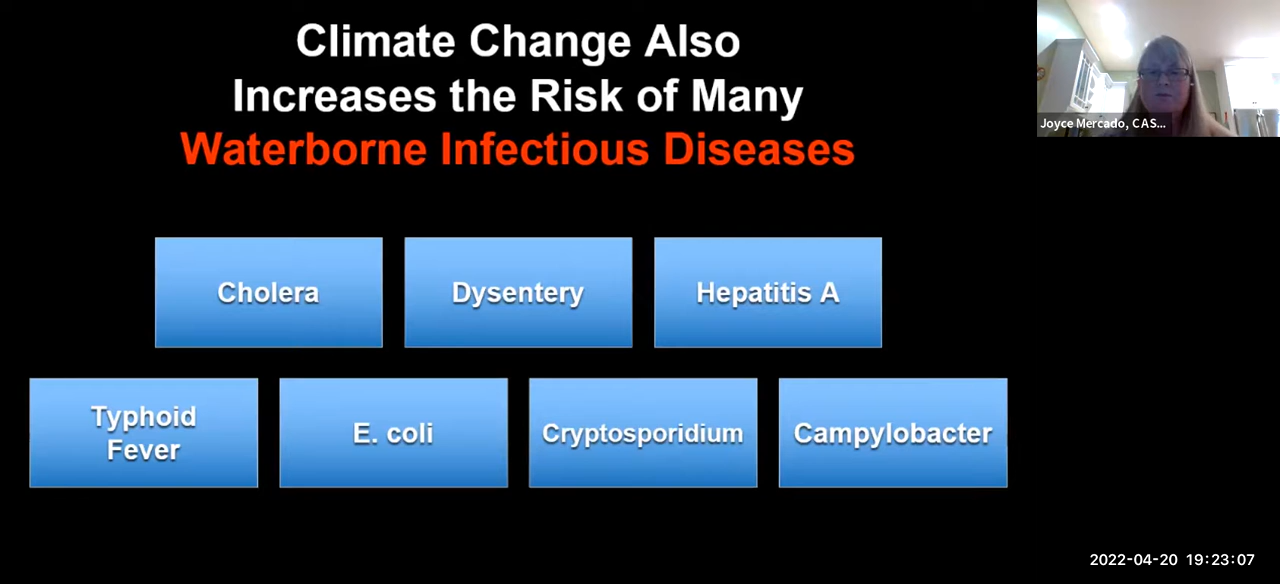 Climate Change Also
Increases the Risk of Many
Waterborne Infectious Diseases
Joyce Mercado, CAS...
Cholera
Dysentery
Hepatitis A
Typhoid
Fever
E. coli
Cryptosporidium
Campylobacter
2022-04-20 19:23:07